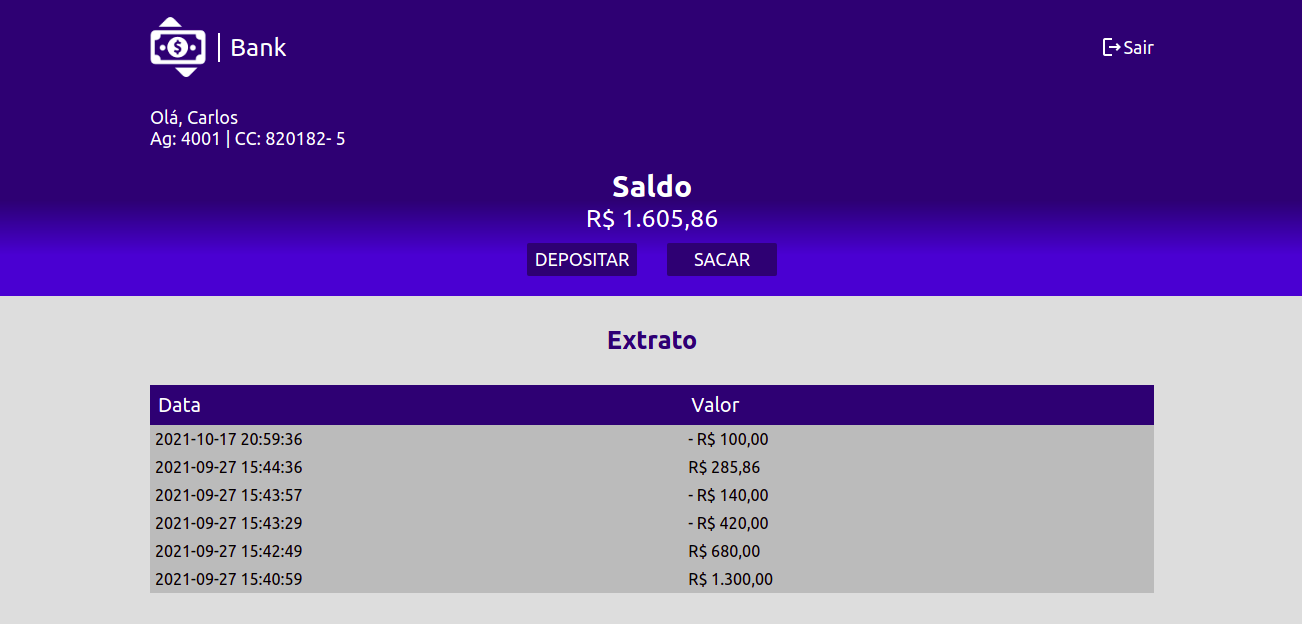 $
Bank
Sair
Olá, Carlos
Ag: 4001 | CC: 820182- 5
Saldo
R$ 1.605,86
DEPOSITAR SACAR
Extrato
Data Valor
2021-10-17 20:59:36 - R$ 100,00
2021-09-27 15:44:36 R$ 285,86
2021-09-27 15:43:57 - R$ 140,00
2021-09-27 15:43:29 - R$ 420,00
2021-09-27 15:42:49 R$ 680,00
2021-09-27 15:40:59 R$ 1.300,00